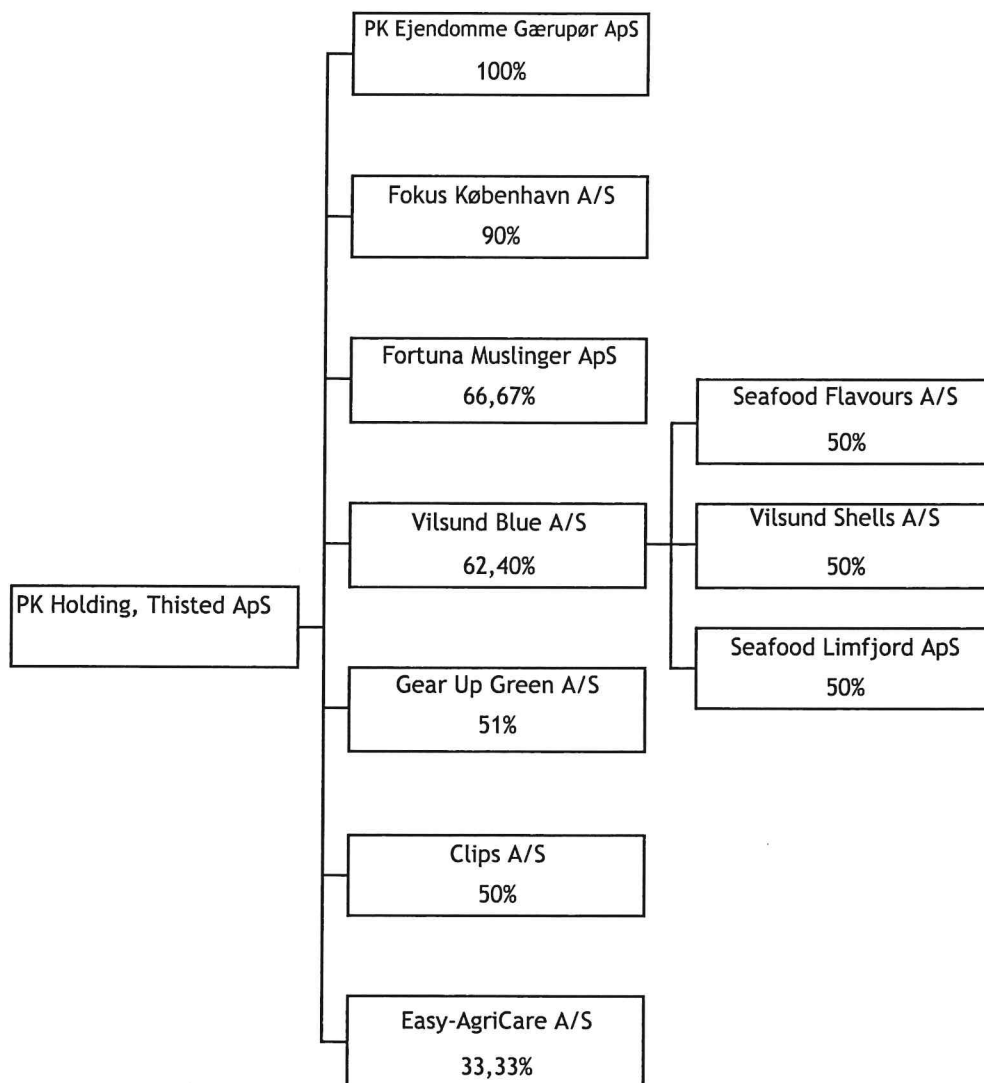 PK Ejendomme Gærupør ApS
100%
Fokus København A/S
90%
Fortuna Muslinger ApS
66,67%
Seafood Flavours A/S
50%
Vilsund Blue A/S
62,40%
Vilsund Shells A/S
50%
PK Holding, Thisted ApS
Seafood Limfjord ApS
50%
Gear Up Green A/S
51%
Clips A/S
50%
Easy-AgriCare A/S
33,33%